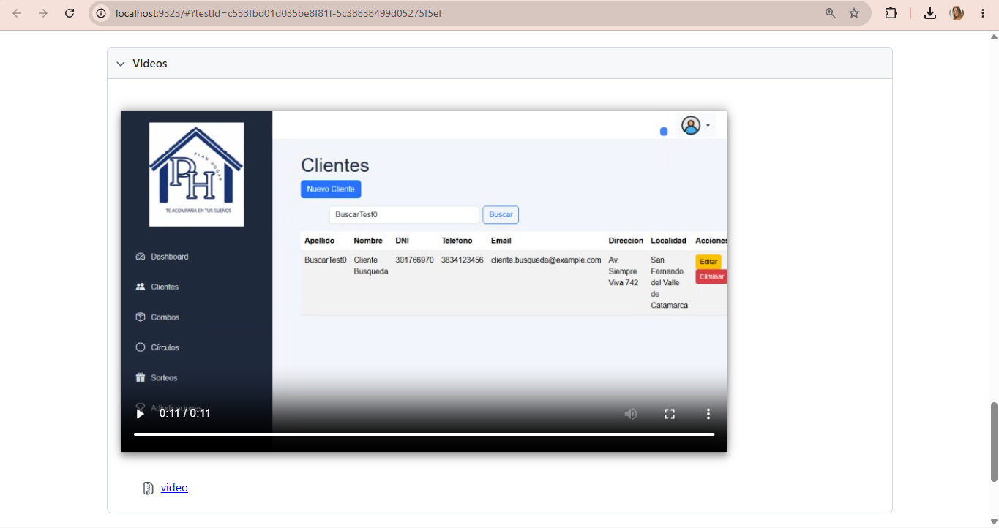 localhost:9323/#?testId=c533fbd01d035be8f81f-5c38838499d05275f5ef
Videos
PLAN HOGAR
PH
TE ACOMPAÑA EN TUS SUEÑOS
Dashboard
Clientes
Combos
Círculos
Sorteos
Adjudicaciones
Clientes
Nuevo Cliente
BuscarTest0 Buscar
Apellido Nombre DNI Teléfono Email Dirección Localidad Acciones
BuscarTest0 Cliente 301766970 3834123456 cliente.busqueda@example.com Av. San Editar
Busqueda Siempre Fernando Eliminar
Viva 742 del Valle
de
Catamarca
0:11 / 0:11
video